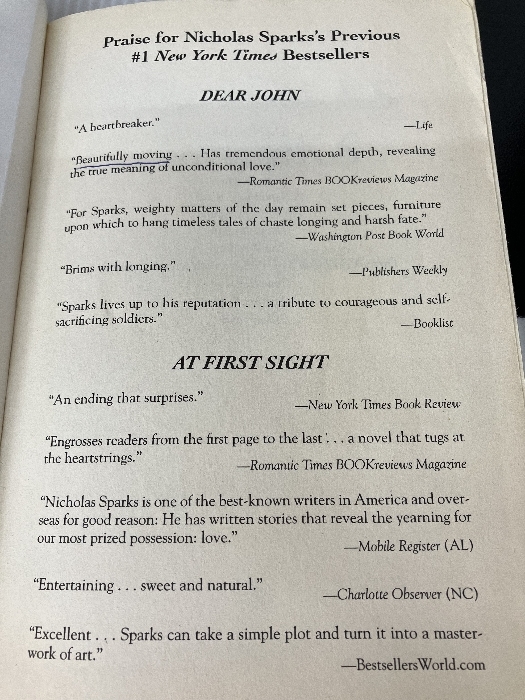 Praise for Nicholas Sparks's Previous
#1 New York Times Bestsellers
DEAR JOHN
"A heartbreaker."
—Life
"Beautifully moving . . . Has tremendous emotional depth, revealing
the true meaning of unconditional love."
—Romantic Times BOOKreviews Magazine
"For Sparks, weighty matters of the day remain set pieces, furniture
upon which to hang timeless tales of chaste longing and harsh fate."
—Washington Post Book World
"Brims with longing."
—Publishers Weekly
"Sparks lives up to his reputation . . . a tribute to courageous and self-
sacrificing soldiers."
—Booklist
AT FIRST SIGHT
"An ending that surprises."
—New York Times Book Review
"Engrosses readers from the first page to the last . . . a novel that tugs at
the heartstrings."
—Romantic Times BOOKreviews Magazine
"Nicholas Sparks is one of the best-known writers in America and over-
seas for good reason: He has written stories that reveal the yearning for
our most prized possession: love."
—Mobile Register (AL)
"Entertaining . . . sweet and natural."
—Charlotte Observer (NC)
"Excellent . . . Sparks can take a simple plot and turn it into a master-
work of art."
—BestsellersWorld.com